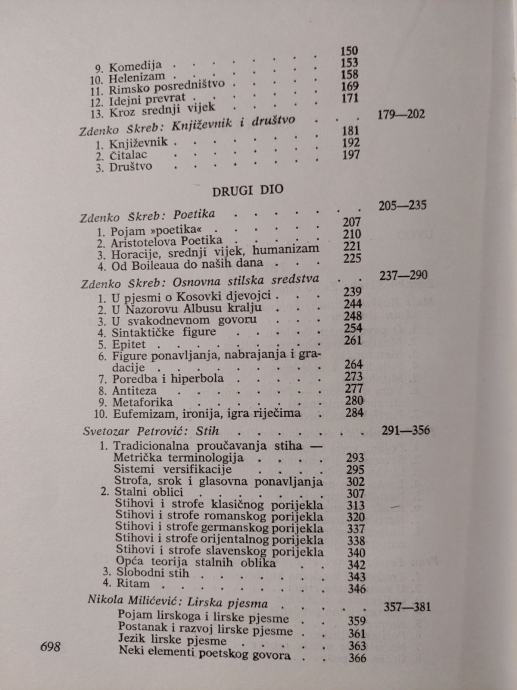 9. Komedija . . . . . . 150
10. Helenizam . . . . . . 153
11. Rimsko posredništvo . . . . 158
12. Idejni prevrat . . . . . . 169
13. Kroz srednji vijek . . . . 171
Zdenko Škreb: Književnik i društvo . . . 179—202
1. Književnik . . . . . . 181
2. Čitalac . . . . . . 192
3. Društvo . . . . . . 197
DRUGI DIO
Zdenko Škreb: Poetika . . . . . . 205—235
1. Pojam »poetika« . . . . . 207
2. Aristotelova Poetika . . . . 210
3. Horacije, srednji vijek, humanizam 221
4. Od Boileaua do naših dana . . . 225
Zdenko Škreb: Osnovna stilska sredstva . . 237—290
1. U pjesmi o Kosovki djevojci . . . 239
2. U Nazorovu Albusu kralju . . . 244
3. U svakodnevnom govoru . . . 248
4. Sintaktičke figure . . . . . 254
5. Epitet . . . . . . . 261
6. Figure ponavljanja, nabrajanja i gra-
dacije . . . . . . . 264
7. Poredba i hiperbola . . . . 273
8. Antiteza . . . . . . 277
9. Metaforika . . . . . . 280
10. Eufemizam, ironija, igra riječima . 284
Svetozar Petrović: Stih . . . . . . . 291—356
1. Tradicionalna proučavanja stiha —
Metrička terminologija . . . . 293
Sistemi versifikacije . . . . 295
Strofa, srok i glasovna ponavljanja 302
2. Stalni oblici . . . . . . 307
Stihovi i strofe klasičnog porijekla 313
Stihovi i strofe romanskog porijekla 320
Stihovi i strofe germanskog porijekla 337
Stihovi i strofe orijentalnog porijekla 338
Stihovi i strofe slavenskog porijekla 340
Opća teorija stalnih oblika . . 342
3. Slobodni stih . . . . . . 343
4. Ritam . . . . . . . 346
Nikola Milićević: Lirska pjesma . . . . . 357—381
Pojam lirskoga i lirske pjesme . . 359
Postanak i razvoj lirske pjesme . . 361
Jezik lirske pjesme . . . . . 363
Neki elementi poetskog govora . . 366
698